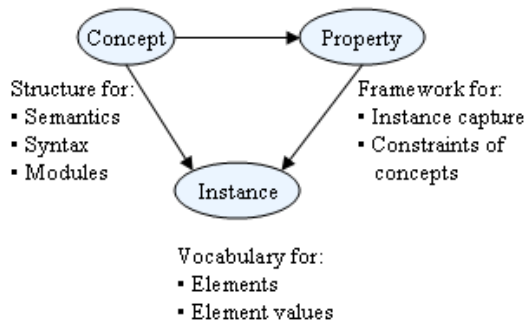 Concept
Property
Structure for:
▪ Semantics
▪ Syntax
▪ Modules
Framework for:
▪ Instance capture
▪ Constraints of
concepts
Instance
Vocabulary for:
▪ Elements
▪ Element values